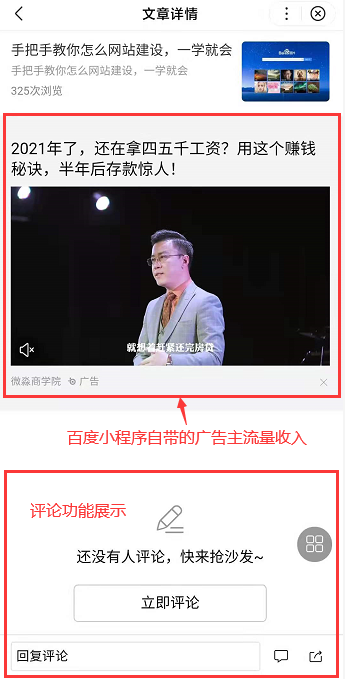 文章详情
手把手教你怎么网站建设，一学就会
手把手教你怎么网站建设，一学就会
325次浏览
2021年了，还在拿四五千工资？用这个赚钱
秘诀，半年后存款惊人！
就想着赶紧还完房贷
微淼商学院 广告
百度小程序自带的广告主流量收入
评论功能展示
还没有人评论，快来抢沙发~
立即评论
回复评论